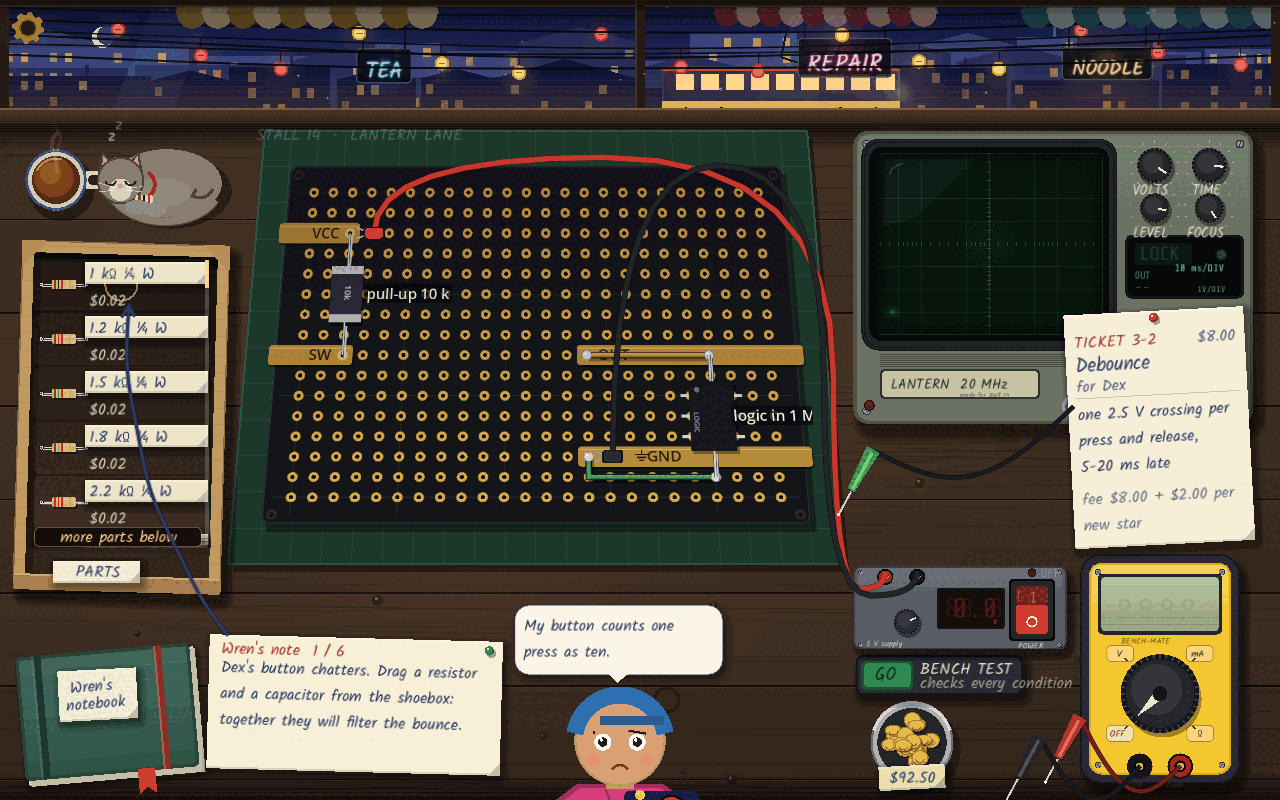 TEA
REPAIR
NOODLE
STALL 14 · LANTERN LANE
z
z
VCC
10k
pull-up 10 k
SW
LOGIC
logic in 1 M
GND
1 kΩ ¼ W
$0.02
1.2 kΩ ¼ W
$0.02
1.5 kΩ ¼ W
$0.02
1.8 kΩ ¼ W
$0.02
2.2 kΩ ¼ W
$0.02
more parts below
PARTS
VOLTS
TIME
LEVEL
FOCUS
LOCK
OUT
10 ms/DIV
--
1V/DIV
LANTERN 20 MHz
made for Stall 14
TICKET 3-2
$8.00
Debounce
for Dex
one 2.5 V crossing per
press and release,
5-20 ms late
fee $8.00 + $2.00 per
new star
OFF
V
5 V supply
POWER
GO
BENCH TEST
checks every condition
$92.50
BENCH-MATE
V
mA
OFF
Ω
Wren's
notebook
Wren's note 1 / 6
Dex's button chatters. Drag a resistor
and a capacitor from the shoebox:
together they will filter the bounce.
My button counts one
press as ten.